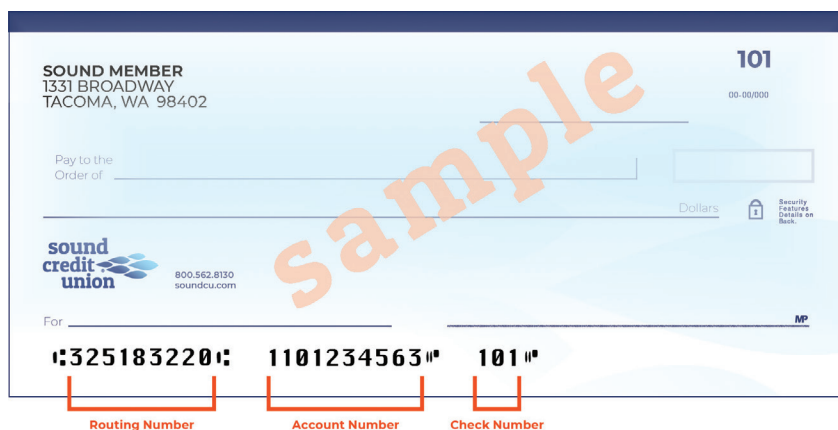 SOUND MEMBER
1331 BROADWAY
TACOMA, WA 98402
101
00-00/000
Pay to the
Order of
Dollars
Security
Features
Details on
Back.
sample
sound
credit
union
800.562.8130
soundcu.com
For
MP
⑆325183220⑆ 1101234563⑈ 101⑈
Routing Number Account Number Check Number